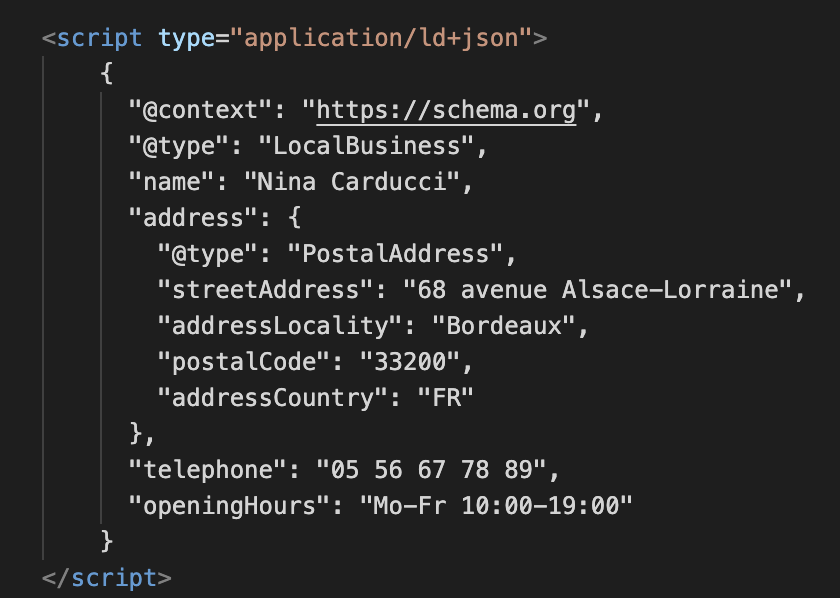 <script type="application/ld+json">
{
"@context": "https://schema.org",
"@type": "LocalBusiness",
"name": "Nina Carducci",
"address": {
"@type": "PostalAddress",
"streetAddress": "68 avenue Alsace-Lorraine",
"addressLocality": "Bordeaux",
"postalCode": "33200",
"addressCountry": "FR"
},
"telephone": "05 56 67 78 89",
"openingHours": "Mo-Fr 10:00-19:00"
}
</script>